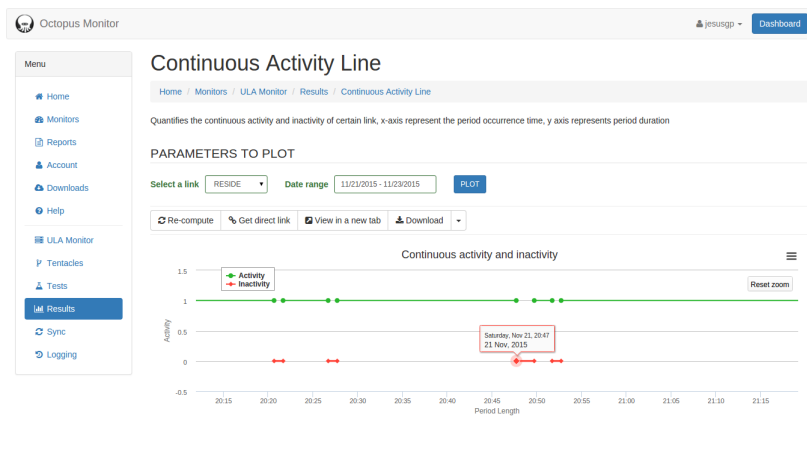 Octopus Monitor
jesusgp
Dashboard
Menu
Home
Monitors
Reports
Account
Downloads
Help
ULA Monitor
Tentacles
Tests
Results
Sync
Logging
Continuous Activity Line
Home / Monitors / ULA Monitor / Results / Continuous Activity Line
Quantifies the continuous activity and inactivity of certain link, x-axis represent the period occurrence time, y axis represents period duration
PARAMETERS TO PLOT
Select a link RESIDE Date range 11/21/2015 - 11/23/2015 PLOT
Re-compute Get direct link View in a new tab Download
Continuous activity and inactivity
Activity
Inactivity
Reset zoom
1.5
1
0.5
0
-0.5
Activity
Saturday, Nov 21, 20:47
21 Nov, 2015
20:15 20:20 20:25 20:30 20:35 20:40 20:45 20:50 20:55 21:00 21:05 21:10 21:15
Period Length